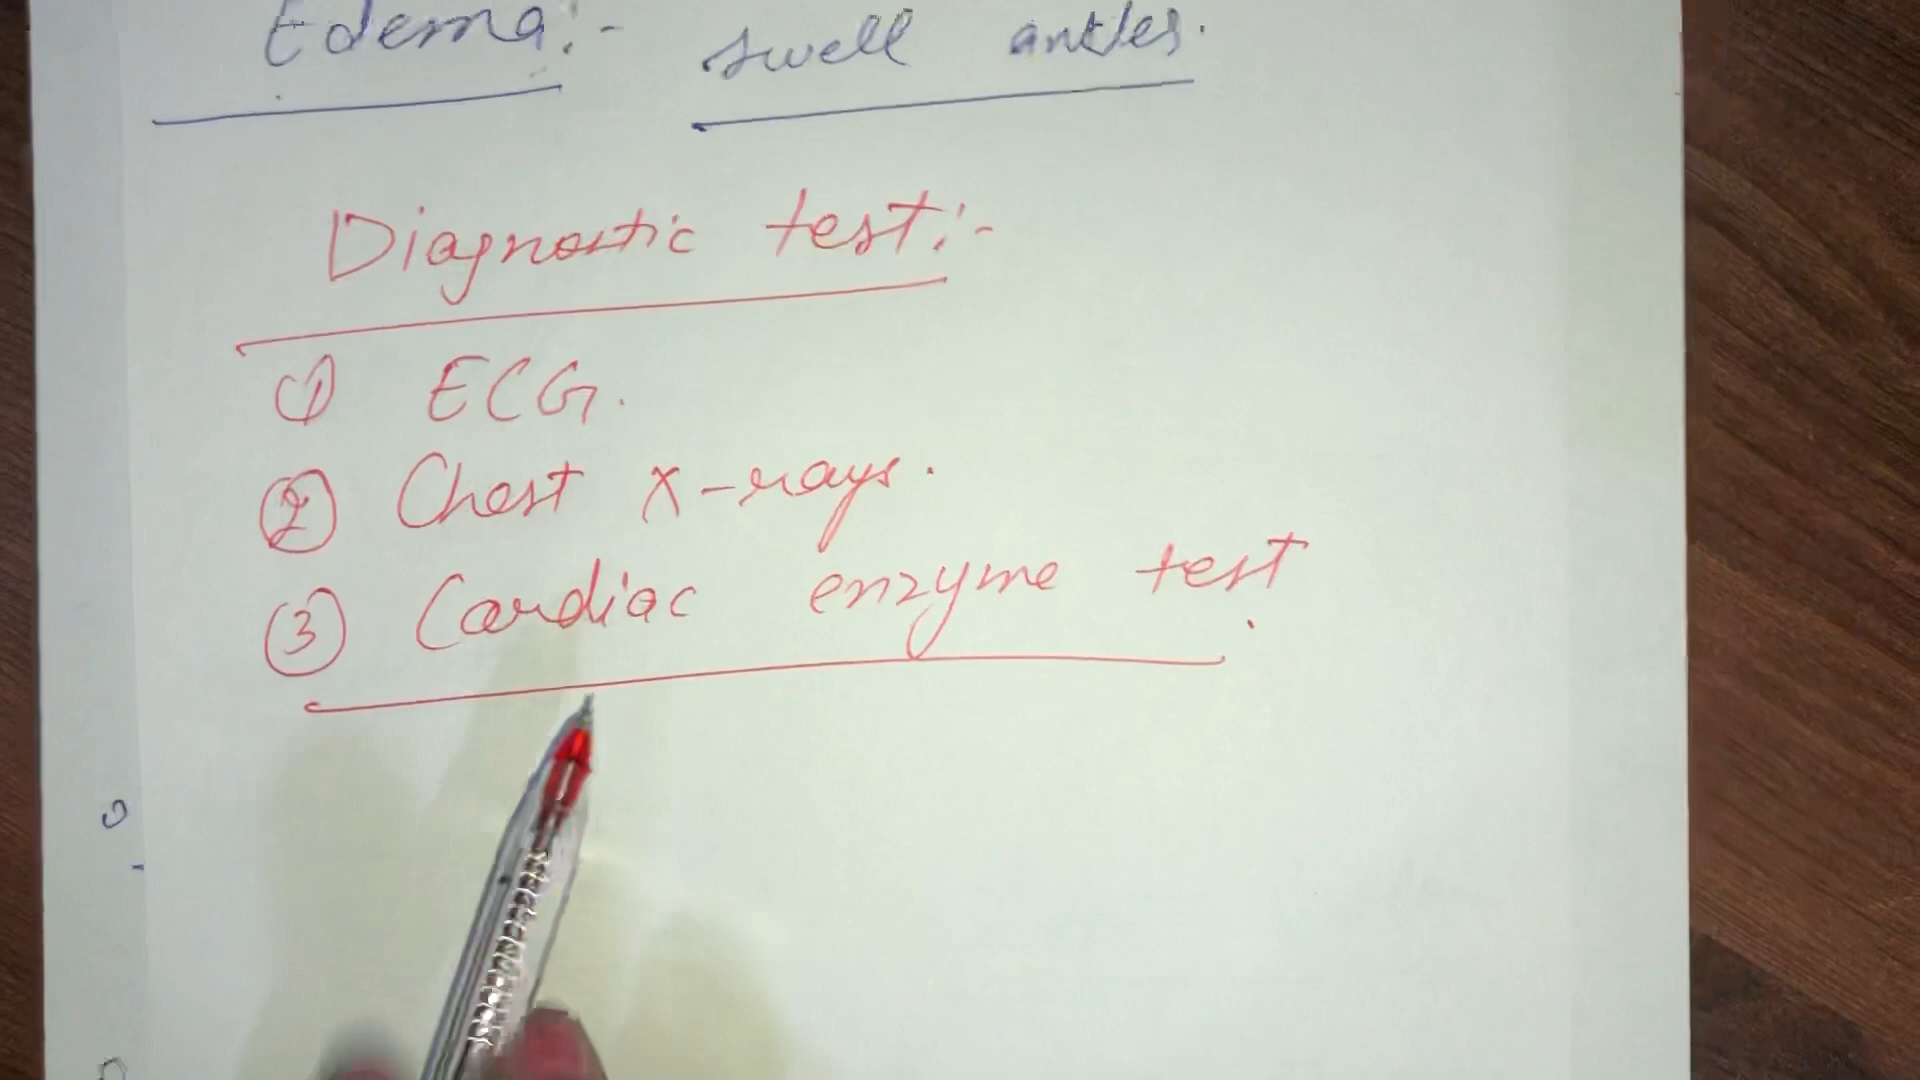 Edema:- swell ankles.
Diagnostic test:-
① ECG.
② Chest X-rays.
③ Cardiac enzyme test.